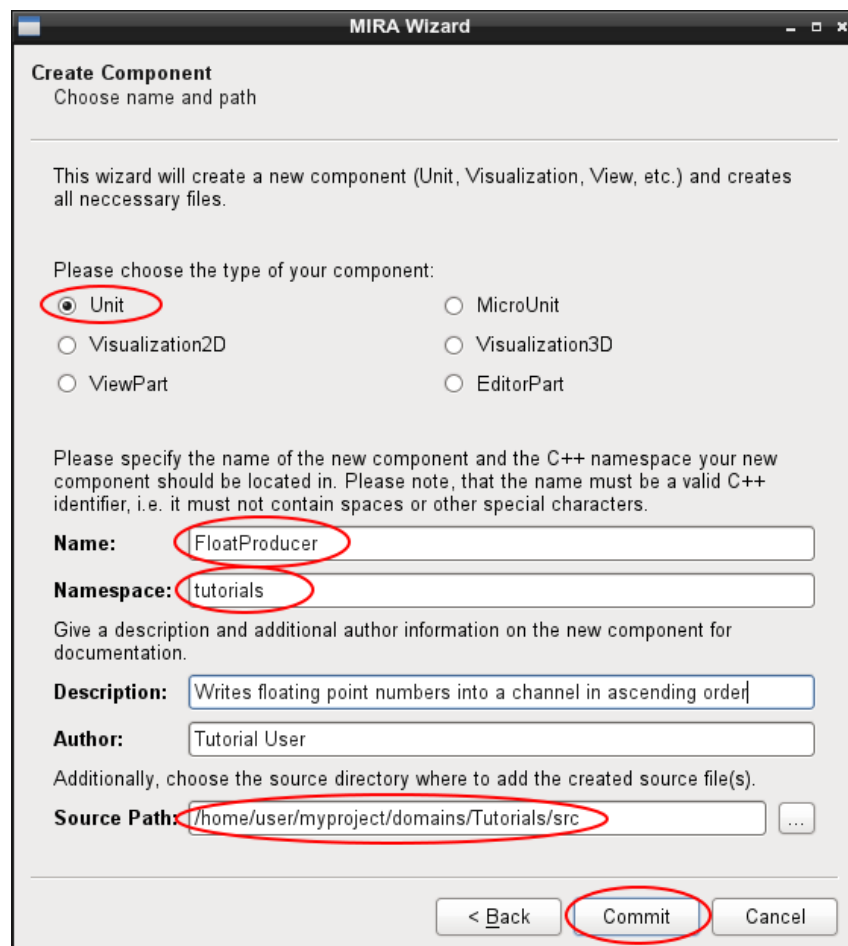 MIRA Wizard
Create Component
Choose name and path
This wizard will create a new component (Unit, Visualization, View, etc.) and creates
all neccessary files.
Please choose the type of your component:
Unit
MicroUnit
Visualization2D
Visualization3D
ViewPart
EditorPart
Please specify the name of the new component and the C++ namespace your new
component should be located in. Please note, that the name must be a valid C++
identifier, i.e. it must not contain spaces or other special characters.
Name: FloatProducer
Namespace: tutorials
Give a description and additional author information on the new component for
documentation.
Description: Writes floating point numbers into a channel in ascending order
Author: Tutorial User
Additionally, choose the source directory where to add the created source file(s).
Source Path: /home/user/myproject/domains/Tutorials/src ...
< Back Commit Cancel